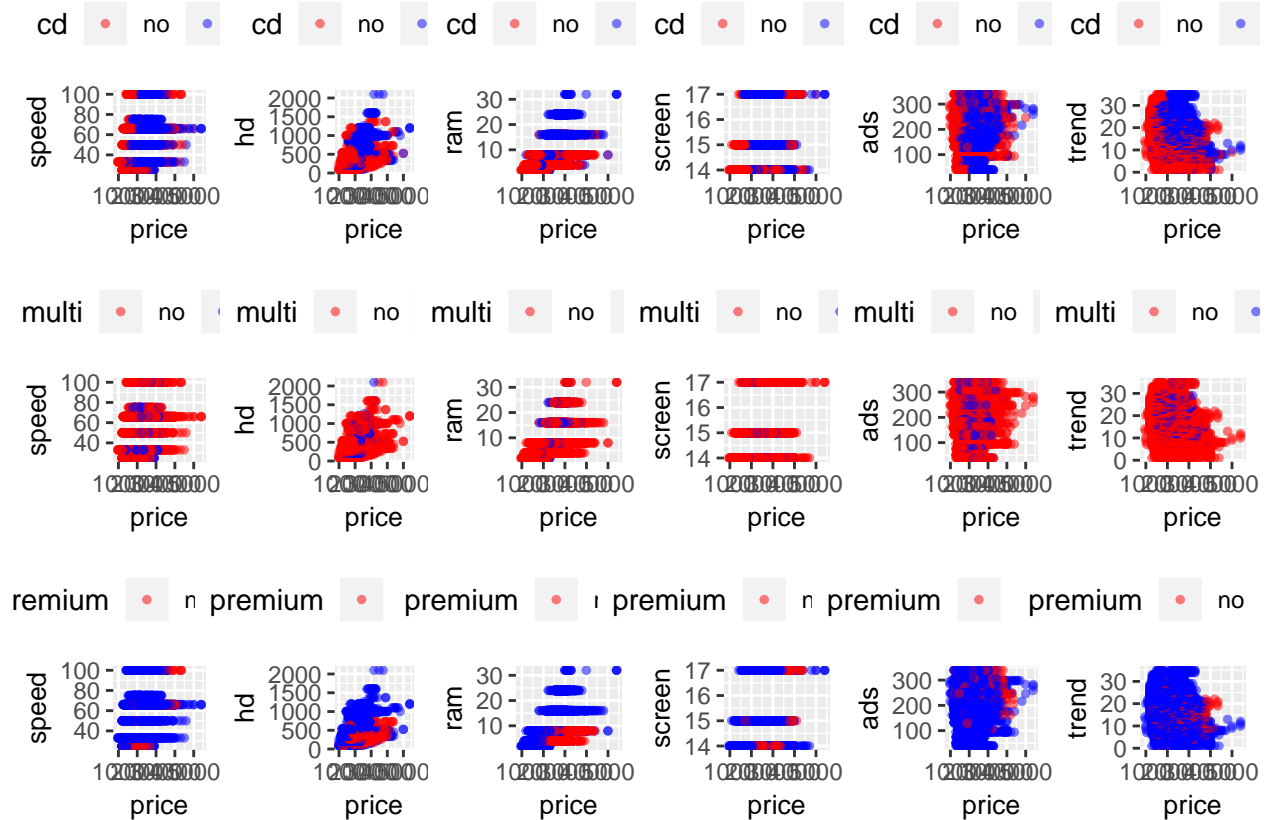 cd no
cd no
cd no
cd no
cd no
cd no
speed
100
80
60
40
price
hd
2000
1500
1000
500
0
price
ram
30
20
10
price
screen
17
16
15
14
price
ads
300
200
100
price
trend
30
20
10
0
price
multi no
multi no
multi no
multi no
multi no
multi no
speed
100
80
60
40
price
hd
2000
1500
1000
500
0
price
ram
30
20
10
price
screen
17
16
15
14
price
ads
300
200
100
price
trend
30
20
10
0
price
remium n
premium
premium
premium n
premium
premium no
speed
100
80
60
40
price
hd
2000
1500
1000
500
0
price
ram
30
20
10
price
screen
17
16
15
14
price
ads
300
200
100
price
trend
30
20
10
0
price